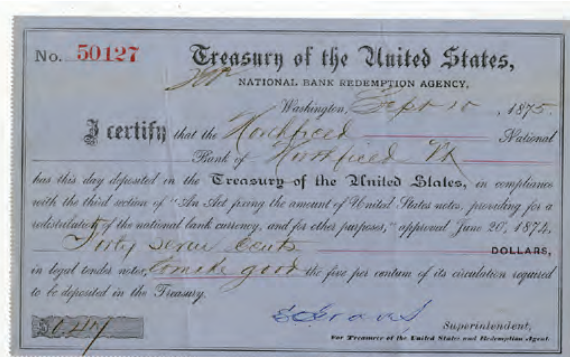 No. 50127
Treasury of the United States,
NATIONAL BANK REDEMPTION AGENCY,
Washington, Sept 10, 1875.
I certify that the Northfield National
Bank of Northfield Vt
has this day deposited in the Treasury of the United States, in compliance
with the third section of "An Act fixing the amount of United States notes, providing for a
redistribution of the national bank currency, and for other purposes," approved June 20, 1874,
Forty seven cents DOLLARS,
in legal tender notes, to make good the five per centum of its circulation required
to be deposited in the Treasury.
Superintendent,
$0.47
For Treasurer of the United States and Redemption Agent.